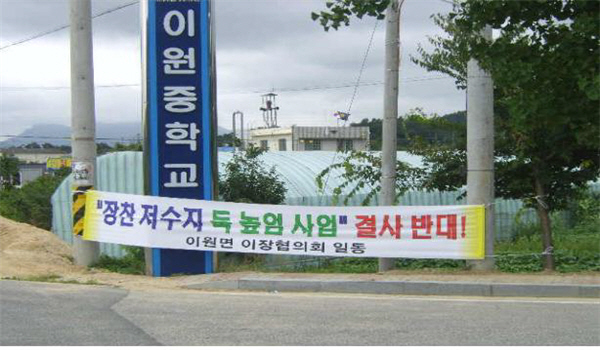 이원중학교
"장찬 저수지 둑 높임 사업" 결사 반대!
이원면 이장협의회 일동